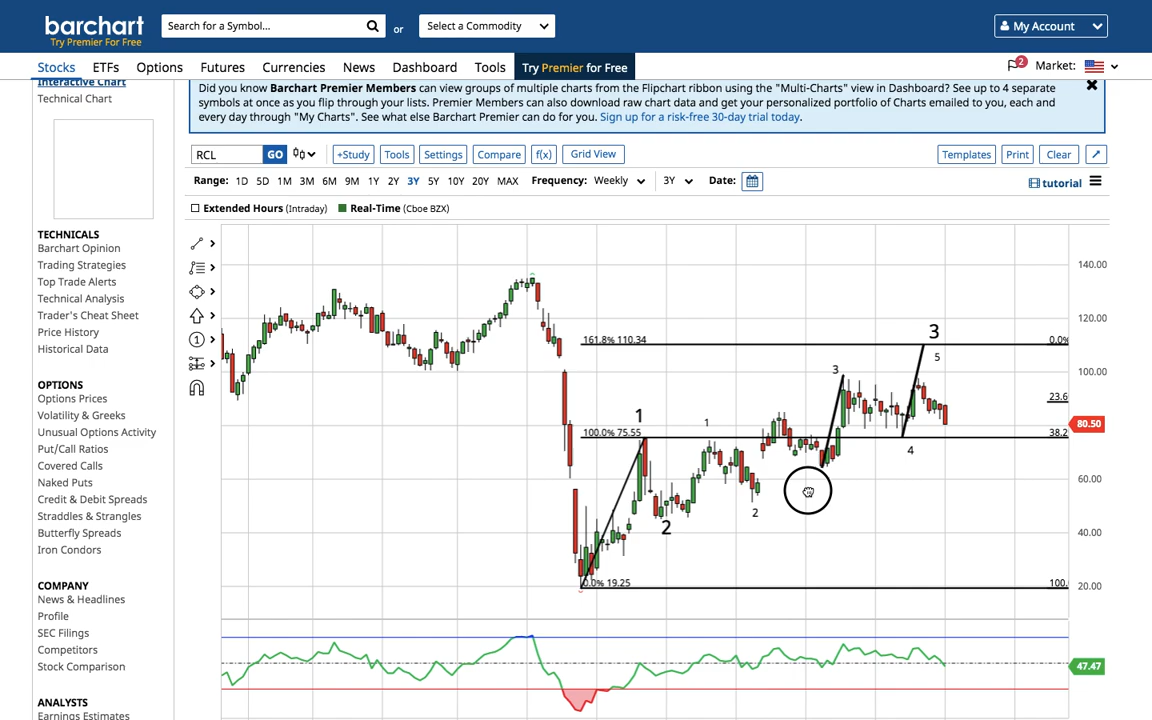 barchart
Try Premier For Free
Search for a Symbol...
or
Select a Commodity
My Account
Stocks ETFs Options Futures Currencies News Dashboard Tools Try Premier for Free
2 Market:
Interactive Chart
Technical Chart
TECHNICALS
Barchart Opinion
Trading Strategies
Top Trade Alerts
Technical Analysis
Trader's Cheat Sheet
Price History
Historical Data
OPTIONS
Options Prices
Volatility & Greeks
Unusual Options Activity
Put/Call Ratios
Covered Calls
Naked Puts
Credit & Debit Spreads
Straddles & Strangles
Butterfly Spreads
Iron Condors
COMPANY
News & Headlines
Profile
SEC Filings
Competitors
Stock Comparison
ANALYSTS
Earnings Estimates
Did you know Barchart Premier Members can view groups of multiple charts from the Flipchart ribbon using the "Multi-Charts" view in Dashboard? See up to 4 separate
symbols at once as you flip through your lists. Premier Members can also download raw chart data and get your personalized portfolio of Charts emailed to you, each and
every day through "My Charts". See what else Barchart Premier can do for you. Sign up for a risk-free 30-day trial today.
RCL GO +Study Tools Settings Compare f(x) Grid View Templates Print Clear
Range: 1D 5D 1M 3M 6M 9M 1Y 2Y 3Y 5Y 10Y 20Y MAX Frequency: Weekly 3Y Date: tutorial
Extended Hours (Intraday) Real-Time (Cboe BZX)
1
140.00
120.00
3
161.8% 110.34 0.0%
5
3 100.00
23.6
1
1
80.50
100.0% 75.55 38.2
4
60.00
2
2
40.00
0.0% 19.25 100.
20.00
47.47